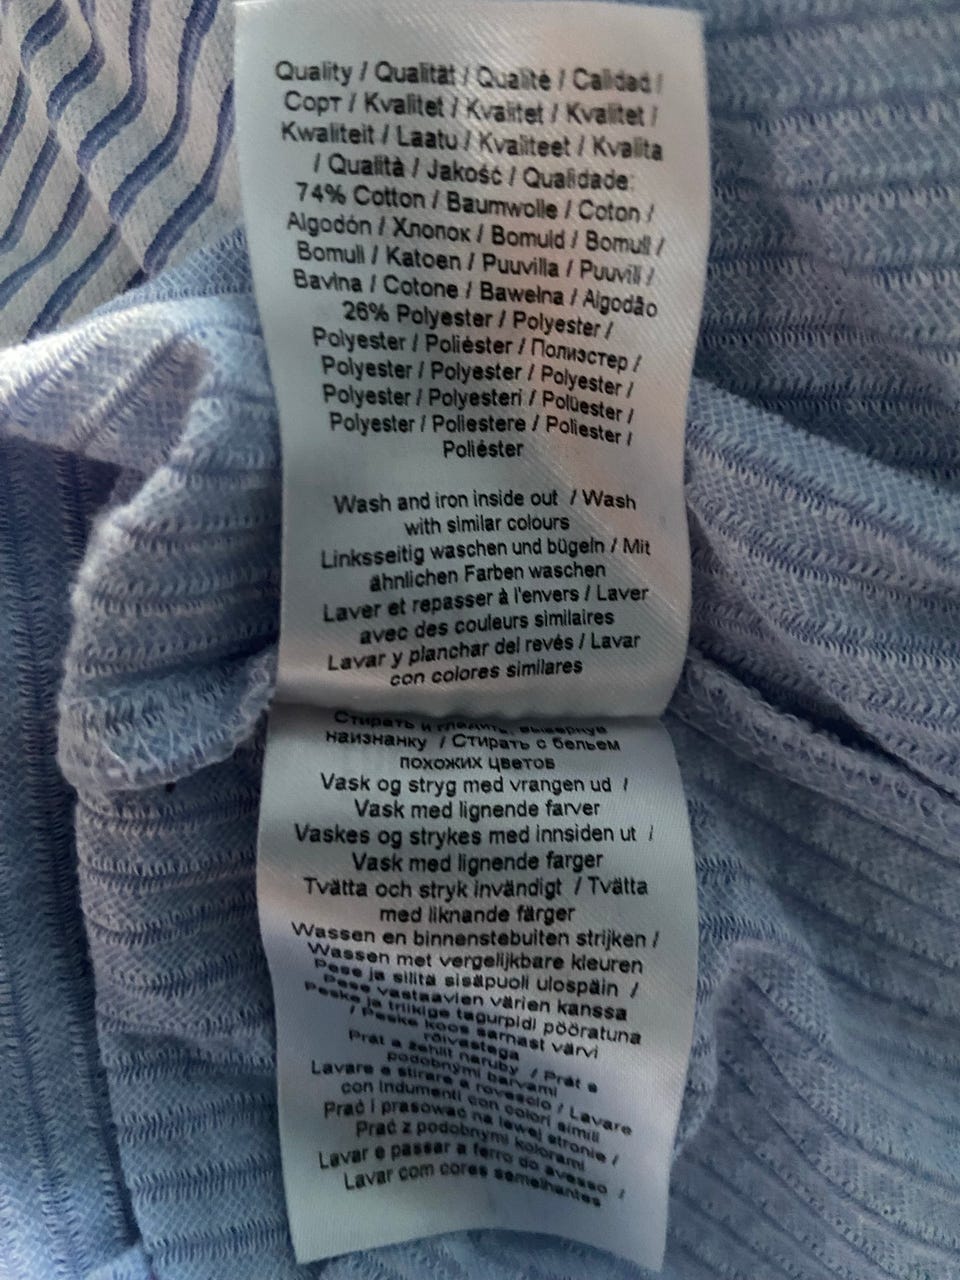 Quality / Qualität / Qualité / Calidad /
Сорт / Kvalitet / Kvalitet / Kvalitet /
Kwaliteit / Laatu / Kvaliteet / Kvalita
/ Qualità / Jakość / Qualidade:
74% Cotton / Baumwolle / Coton /
Algodón / Хлопок / Bomuld / Bomull /
Bomull / Katoen / Puuvilla / Puuvill /
Bavlna / Cotone / Bawełna / Algodão
26% Polyester / Polyester /
Polyester / Poliéster / Полиэстер /
Polyester / Polyester / Polyester /
Polyester / Polyesteri / Polüester /
Polyester / Poliestere / Poliester /
Poliéster
Wash and iron inside out / Wash
with similar colours
Linksseitig waschen und bügeln / Mit
ähnlichen Farben waschen
Laver et repasser à l'envers / Laver
avec des couleurs similaires
Lavar y planchar del revés / Lavar
con colores similares
Стирать и гладить, вывернув
наизнанку / Стирать с бельем
похожих цветов
Vask og stryg med vrangen ud /
Vask med lignende farver
Vaskes og strykes med innsiden ut /
Vask med lignende farger
Tvätta och stryk invändigt / Tvätta
med liknande färger
Wassen en binnenstebuiten strijken /
Wassen met vergelijkbare kleuren
Pese ja silitä sisäpuoli ulospäin /
Pese vastaavien värien kanssa
Peske ja triikige tagurpidi pööratuna
/ Peske koos sarnast värvi
rõivastega
Prát a žehlit naruby / Prát s
podobnými barvami
Lavare e stirare a rovescio / Lavare
con indumenti con colori simili
Prać i prasować na lewej stronie /
Prać z podobnymi kolorami
Lavar e passar a ferro do avesso /
Lavar com cores semelhantes